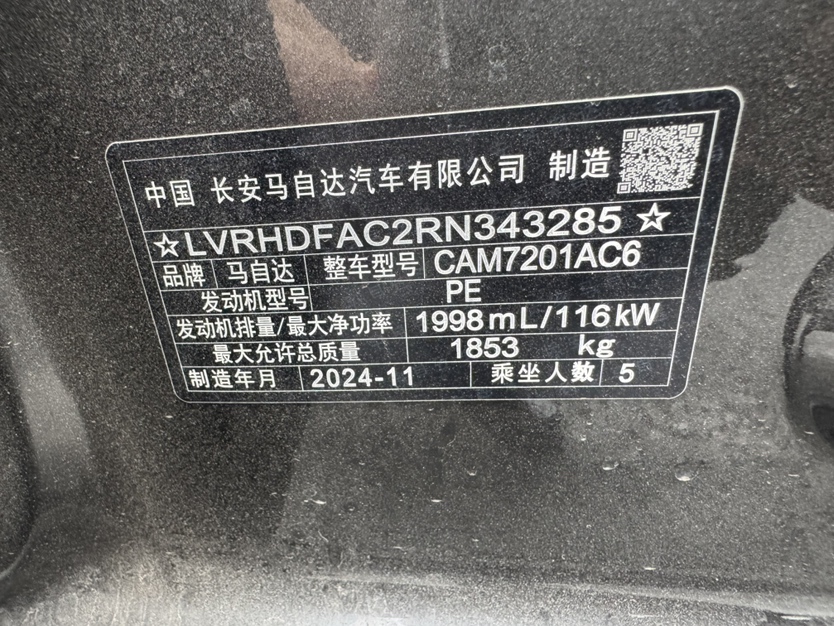 中国 长安马自达汽车有限公司 制造
☆LVRHDFAC2RN343285☆
品牌 马自达 整车型号 CAM7201AC6
发动机型号 PE
发动机排量/最大净功率 1998mL/116kW
最大允许总质量 1853 kg
制造年月 2024-11 乘坐人数 5